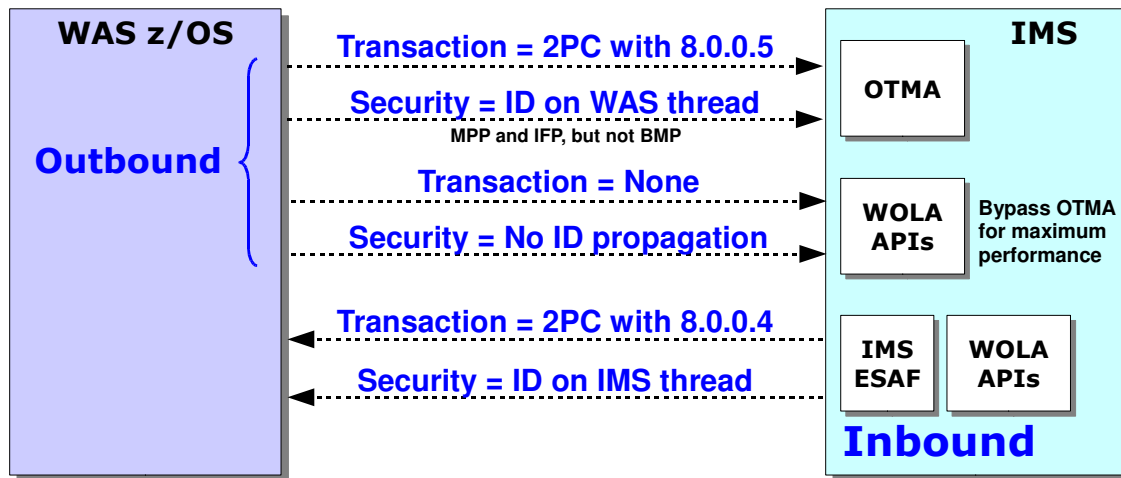 WAS z/OS
Outbound
Transaction = 2PC with 8.0.0.5
Security = ID on WAS thread
MPP and IFP, but not BMP
Transaction = None
Security = No ID propagation
Transaction = 2PC with 8.0.0.4
Security = ID on IMS thread
IMS
OTMA
WOLA
APIs
Bypass OTMA
for maximum
performance
IMS
ESAF
WOLA
APIs
Inbound